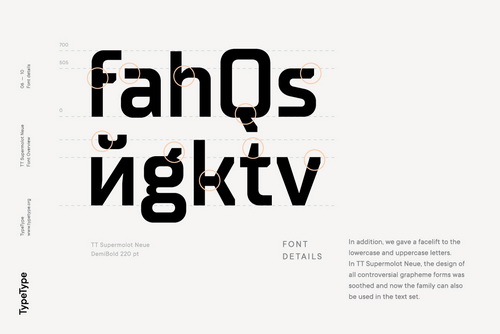 700
500
fahQs
0
йgktv
08 — 10
Font details
TT Supermolot Neue
Font Overview
TypeType
www.typetype.org
TypeType
TT Supermolot Neue
DemiBold 220 pt
FONT
DETAILS
In addition, we gave a facelift to the
lowercase and uppercase letters.
In TT Supermolot Neue, the design of
all controversial grapheme forms was
soothed and now the family can also
be used in the text set.